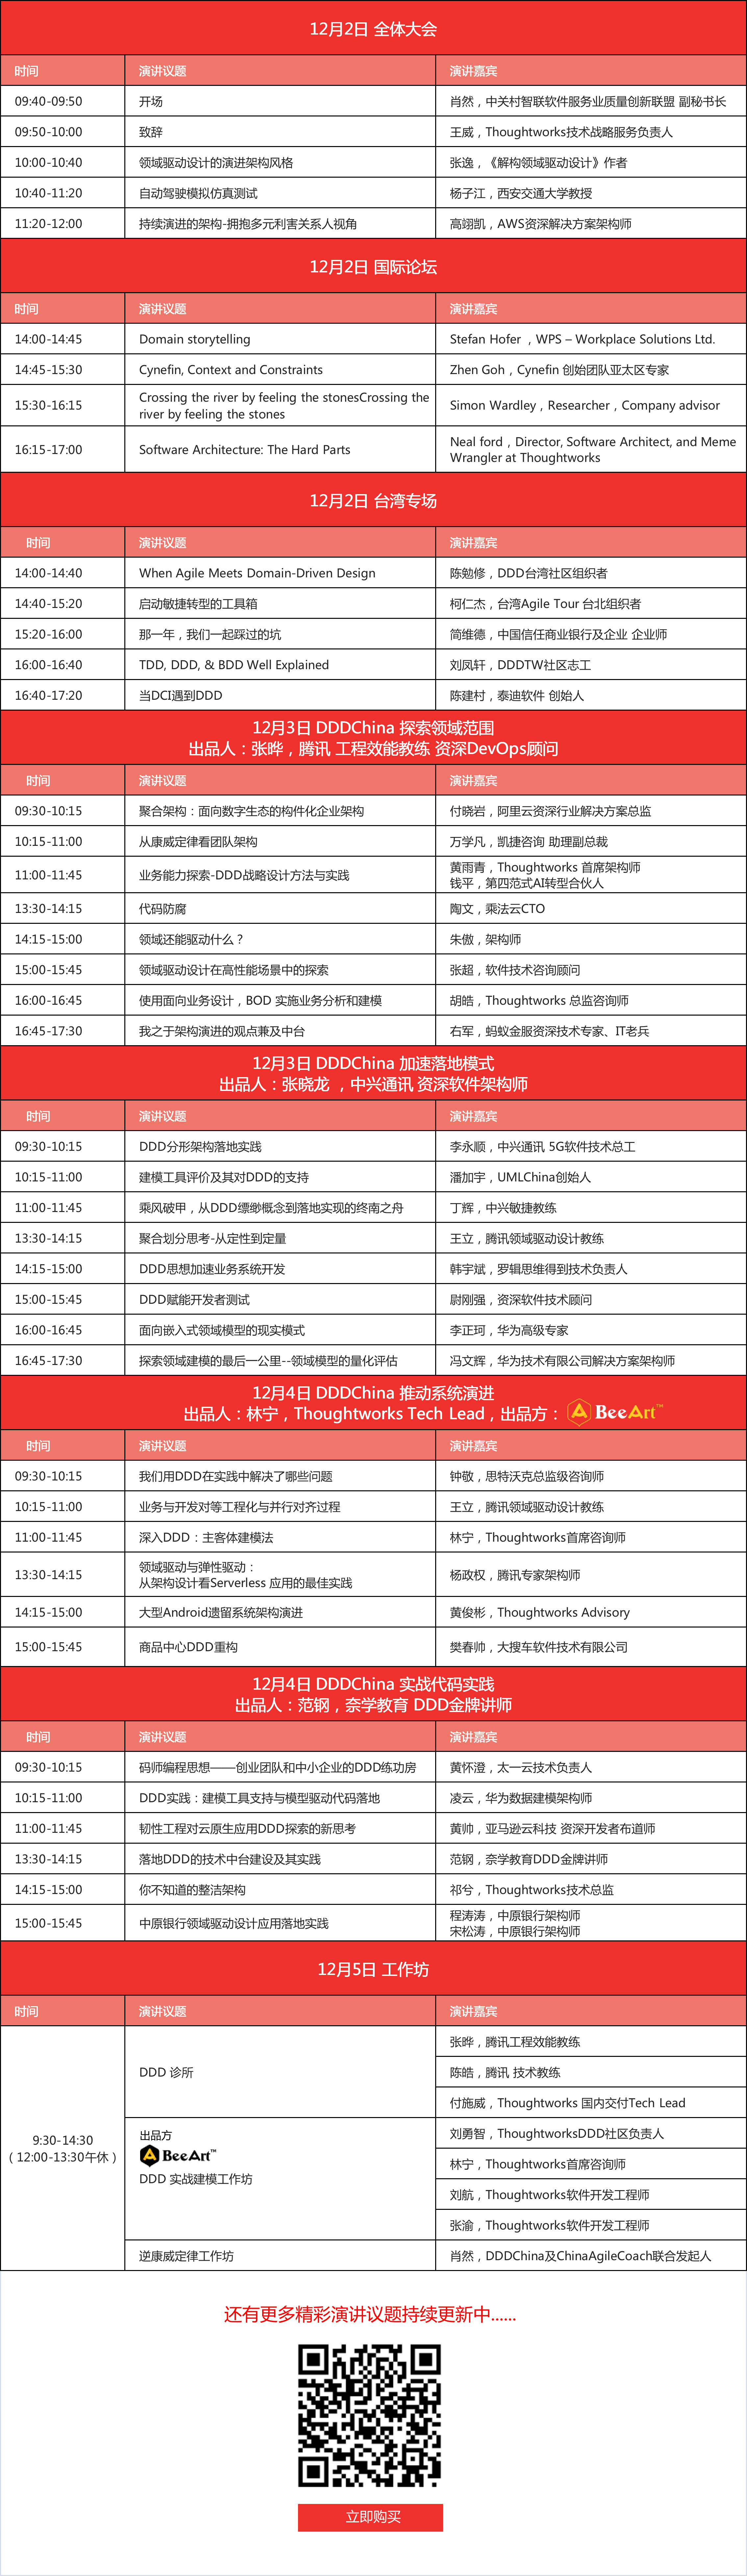 12月2日 全体大会
时间 演讲议题 演讲嘉宾
09:40-09:50 开场 肖然，中关村智联软件服务业质量创新联盟 副秘书长
09:50-10:00 致辞 王威，Thoughtworks技术战略服务负责人
10:00-10:40 领域驱动设计的演进架构风格 张逸，《解构领域驱动设计》作者
10:40-11:20 自动驾驶模拟仿真测试 杨子江，西安交通大学教授
11:20-12:00 持续演进的架构-拥抱多元利害关系人视角 高翊凯，AWS资深解决方案架构师
12月2日 国际论坛
时间 演讲议题 演讲嘉宾
14:00-14:45 Domain storytelling Stefan Hofer ，WPS – Workplace Solutions Ltd.
14:45-15:30 Cynefin, Context and Constraints Zhen Goh，Cynefin 创始团队亚太区专家
15:30-16:15 Crossing the river by feeling the stonesCrossing the
river by feeling the stones Simon Wardley，Researcher，Company advisor
16:15-17:00 Software Architecture: The Hard Parts Neal ford，Director, Software Architect, and Meme
Wrangler at Thoughtworks
12月2日 台湾专场
时间 演讲议题 演讲嘉宾
14:00-14:40 When Agile Meets Domain-Driven Design 陈勉修，DDD台湾社区组织者
14:40-15:20 启动敏捷转型的工具箱 柯仁杰，台湾Agile Tour 台北组织者
15:20-16:00 那一年，我们一起踩过的坑 简维德，中国信任商业银行及企业 企业师
16:00-16:40 TDD, DDD, & BDD Well Explained 刘凤轩，DDDTW社区志工
16:40-17:20 当DCI遇到DDD 陈建村，泰迪软件 创始人
12月3日 DDDChina 探索领域范围
出品人：张晔，腾讯 工程效能教练 资深DevOps顾问
时间 演讲议题 演讲嘉宾
09:30-10:15 聚合架构：面向数字生态的构件化企业架构 付晓岩，阿里云资深行业解决方案总监
10:15-11:00 从康威定律看团队架构 万学凡，凯捷咨询 助理副总裁
11:00-11:45 业务能力探索-DDD战略设计方法与实践 黄雨青，Thoughtworks 首席架构师
钱平，第四范式AI转型合伙人
13:30-14:15 代码防腐 陶文，乘法云CTO
14:15-15:00 领域还能驱动什么？ 朱傲，架构师
15:00-15:45 领域驱动设计在高性能场景中的探索 张超，软件技术咨询顾问
16:00-16:45 使用面向业务设计，BOD 实施业务分析和建模 胡皓，Thoughtworks 总监咨询师
16:45-17:30 我之于架构演进的观点兼及中台 右军，蚂蚁金服资深技术专家、IT老兵
12月3日 DDDChina 加速落地模式
出品人：张晓龙 ，中兴通讯 资深软件架构师
时间 演讲议题 演讲嘉宾
09:30-10:15 DDD分形架构落地实践 李永顺，中兴通讯 5G软件技术总工
10:15-11:00 建模工具评价及其对DDD的支持 潘加宇，UMLChina创始人
11:00-11:45 乘风破甲，从DDD缥缈概念到落地实现的终南之舟 丁辉，中兴敏捷教练
13:30-14:15 聚合划分思考-从定性到定量 王立，腾讯领域驱动设计教练
14:15-15:00 DDD思想加速业务系统开发 韩宇斌，罗辑思维得到技术负责人
15:00-15:45 DDD赋能开发者测试 尉刚强，资深软件技术顾问
16:00-16:45 面向嵌入式领域模型的现实模式 李正珂，华为高级专家
16:45-17:30 探索领域建模的最后一公里--领域模型的量化评估 冯文辉，华为技术有限公司解决方案架构师
12月4日 DDDChina 推动系统演进
出品人：林宁，Thoughtworks Tech Lead，出品方： BeeArt™
时间 演讲议题 演讲嘉宾
09:30-10:15 我们用DDD在实践中解决了哪些问题 钟敬，思特沃克总监级咨询师
10:15-11:00 业务与开发对等工程化与并行对齐过程 王立，腾讯领域驱动设计教练
11:00-11:45 深入DDD：主客体建模法 林宁，Thoughtworks首席咨询师
13:30-14:15 领域驱动与弹性驱动：
从架构设计看Serverless 应用的最佳实践 杨政权，腾讯专家架构师
14:15-15:00 大型Android遗留系统架构演进 黄俊彬，Thoughtworks Advisory
15:00-15:45 商品中心DDD重构 樊春帅，大搜车软件技术有限公司
12月4日 DDDChina 实战代码实践
出品人：范钢，奈学教育 DDD金牌讲师
时间 演讲议题 演讲嘉宾
09:30-10:15 码师编程思想——创业团队和中小企业的DDD练功房 黄怀澄，太一云技术负责人
10:15-11:00 DDD实践：建模工具支持与模型驱动代码落地 凌云，华为数据建模架构师
11:00-11:45 韧性工程对云原生应用DDD探索的新思考 黄帅，亚马逊云科技 资深开发者布道师
13:30-14:15 落地DDD的技术中台建设及其实践 范钢，奈学教育DDD金牌讲师
14:15-15:00 你不知道的整洁架构 祁兮，Thoughtworks技术总监
15:00-15:45 中原银行领域驱动设计应用落地实践 程涛涛，中原银行架构师
宋松涛，中原银行架构师
12月5日 工作坊
时间 演讲议题 演讲嘉宾
9:30-14:30
（12:00-13:30午休）
DDD 诊所
张晔，腾讯工程效能教练
陈皓，腾讯 技术教练
付施威，Thoughtworks 国内交付Tech Lead
出品方
BeeArt™
DDD 实战建模工作坊
刘勇智，ThoughtworksDDD社区负责人
林宁，Thoughtworks首席咨询师
刘航，Thoughtworks软件开发工程师
张渝，Thoughtworks软件开发工程师
逆康威定律工作坊 肖然，DDDChina及ChinaAgileCoach联合发起人
还有更多精彩演讲议题持续更新中......
立即购买